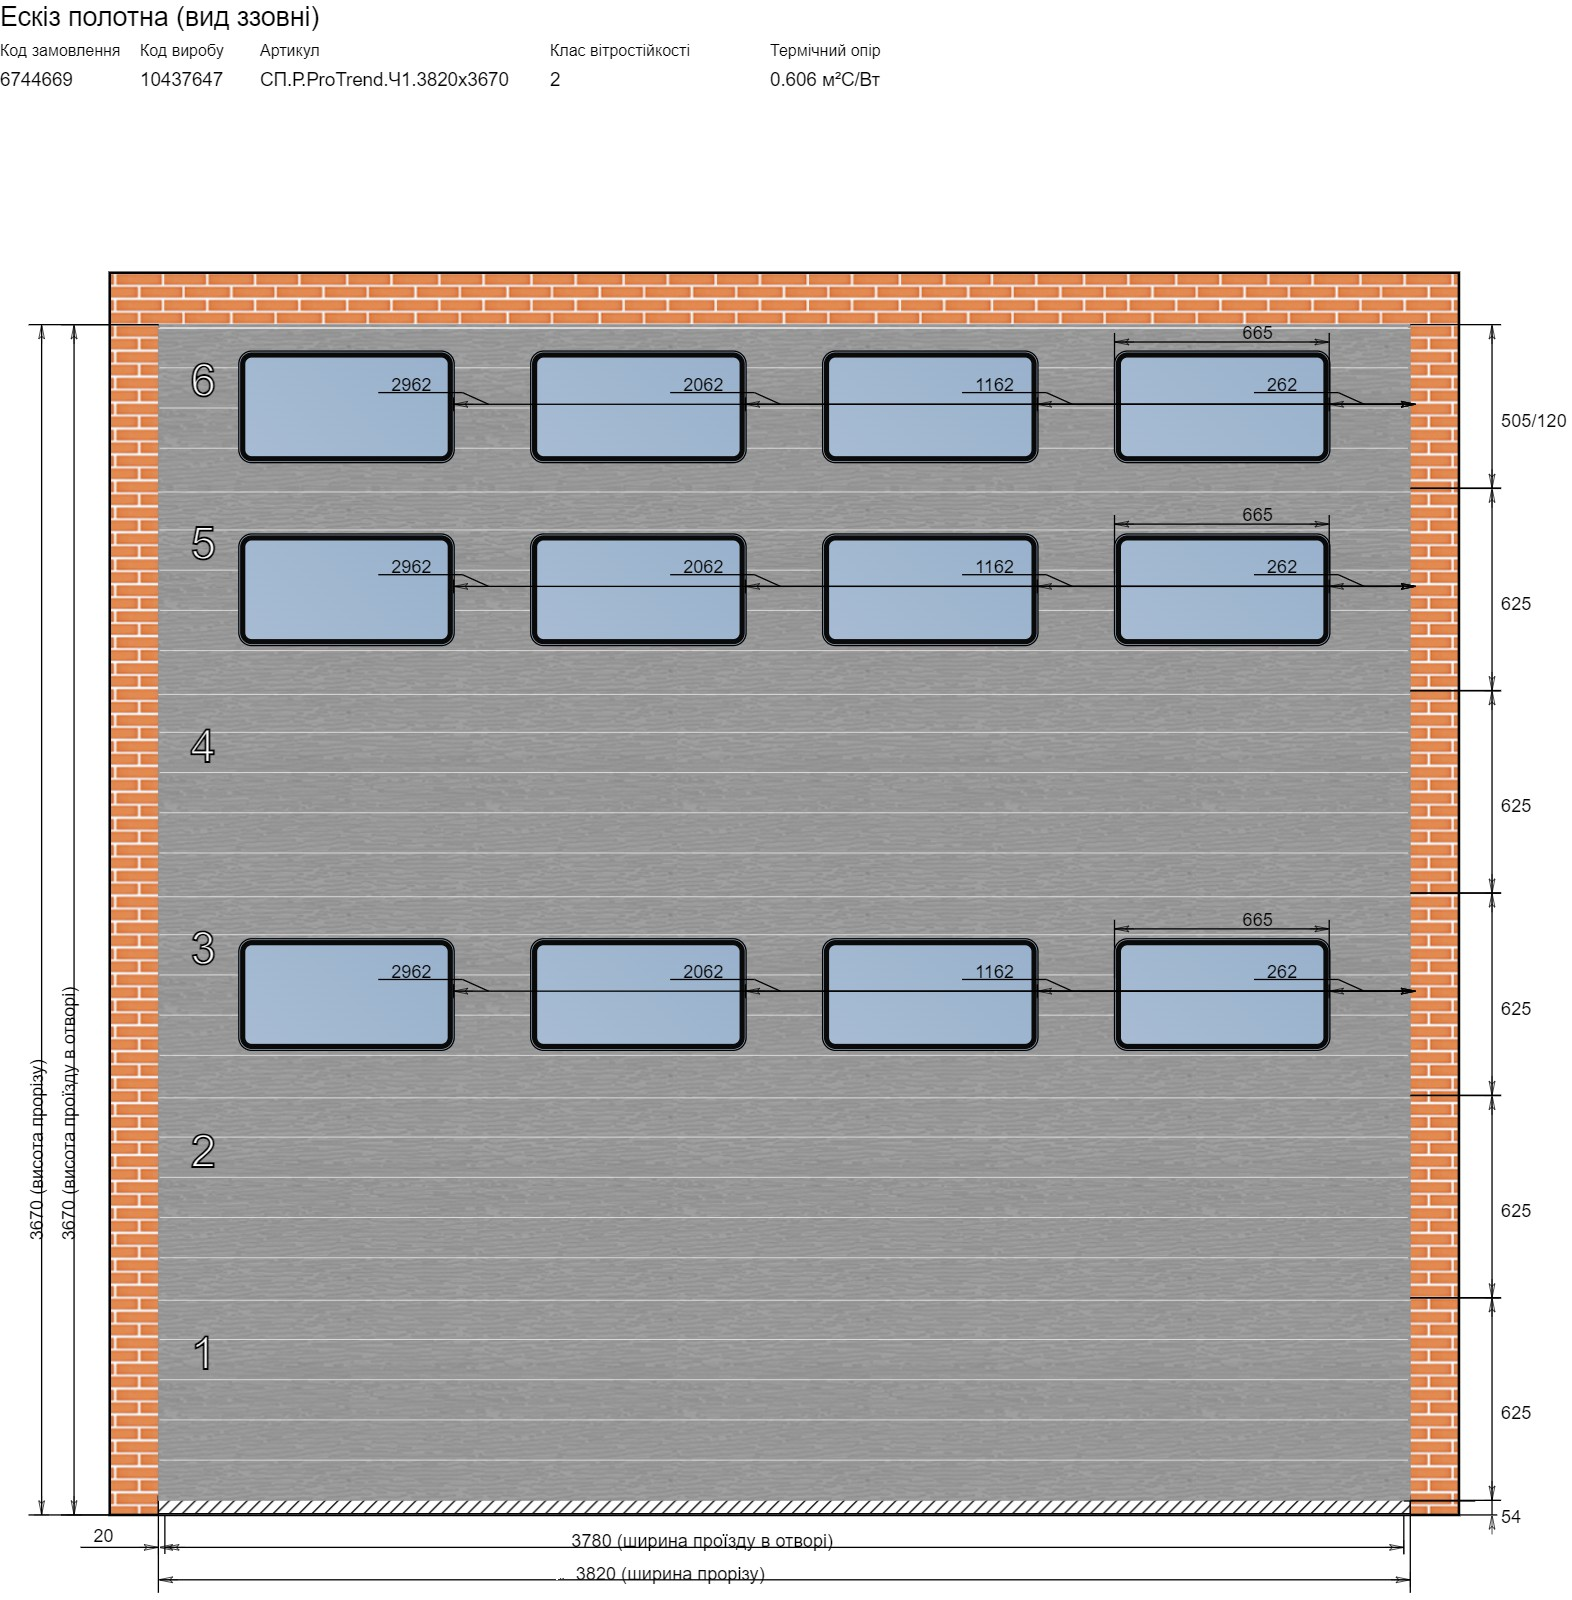 Ескіз полотна (вид ззовні)
Код замовлення Код виробу Артикул Клас вітростійкості Термічний опір
6744669 10437647 СП.Р.ProTrend.Ч1.3820x3670 2 0.606 м²С/Вт
665
6 2962 2062 1162 262
505/120
665
5 2962 2062 1162 262
625
4
625
665
3 2962 2062 1162 262
625
2
625
1
625
3670 (висота прорізу)
3670 (висота проїзду в отворі)
54
20
3780 (ширина проїзду в отворі)
3820 (ширина прорізу)